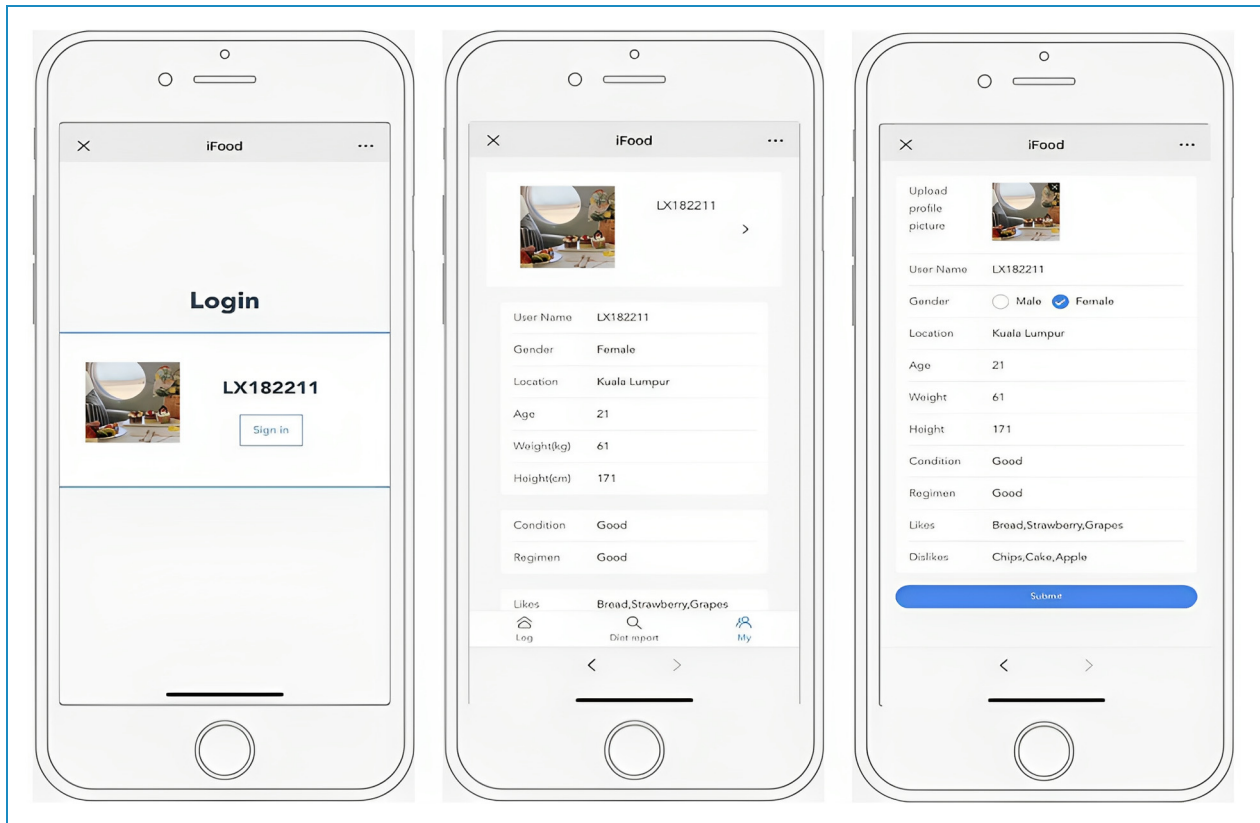 iFood
Login
LX182211
Sign in
iFood
LX182211
User Name LX182211
Gender Female
Location Kuala Lumpur
Age 21
Weight(kg) 61
Height(cm) 171
Condition Good
Regimen Good
Likes Bread,Strawberry,Grapes
Log Diet report My
iFood
Upload
profile
picture
User Name LX182211
Gender Male Female
Location Kuala Lumpur
Age 21
Weight 61
Height 171
Condition Good
Regimen Good
Likes Bread,Strawberry,Grapes
Dislikes Chips,Cake,Apple
Submit